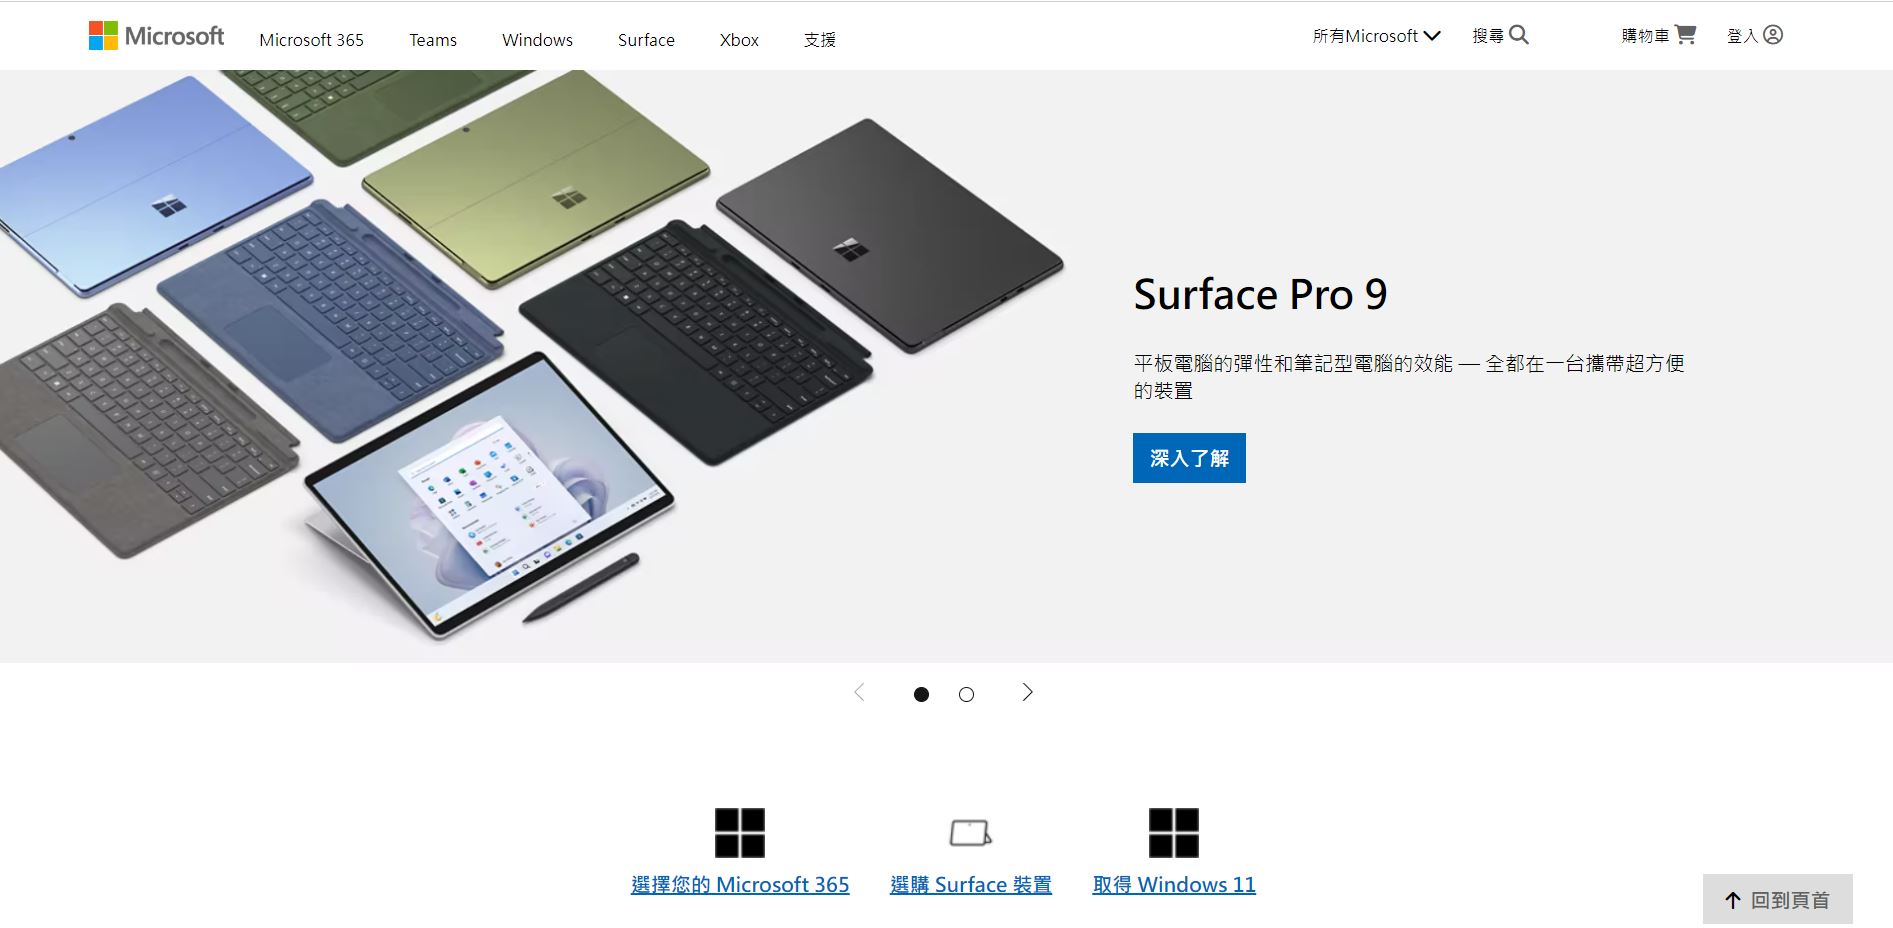 Microsoft
Microsoft 365
Teams
Windows
Surface
Xbox
支援
所有Microsoft
搜尋
購物車
登入
Surface Pro 9
平板電腦的彈性和筆記型電腦的效能 — 全都在一台攜帶超方便
的裝置
深入了解
選擇您的 Microsoft 365
選購 Surface 裝置
取得 Windows 11
回到頁首